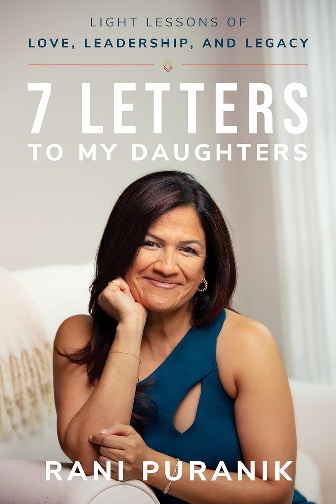 LIGHT LESSONS OF
LOVE, LEADERSHIP, AND LEGACY
7 LETTERS
TO MY DAUGHTERS
RANI PURANIK